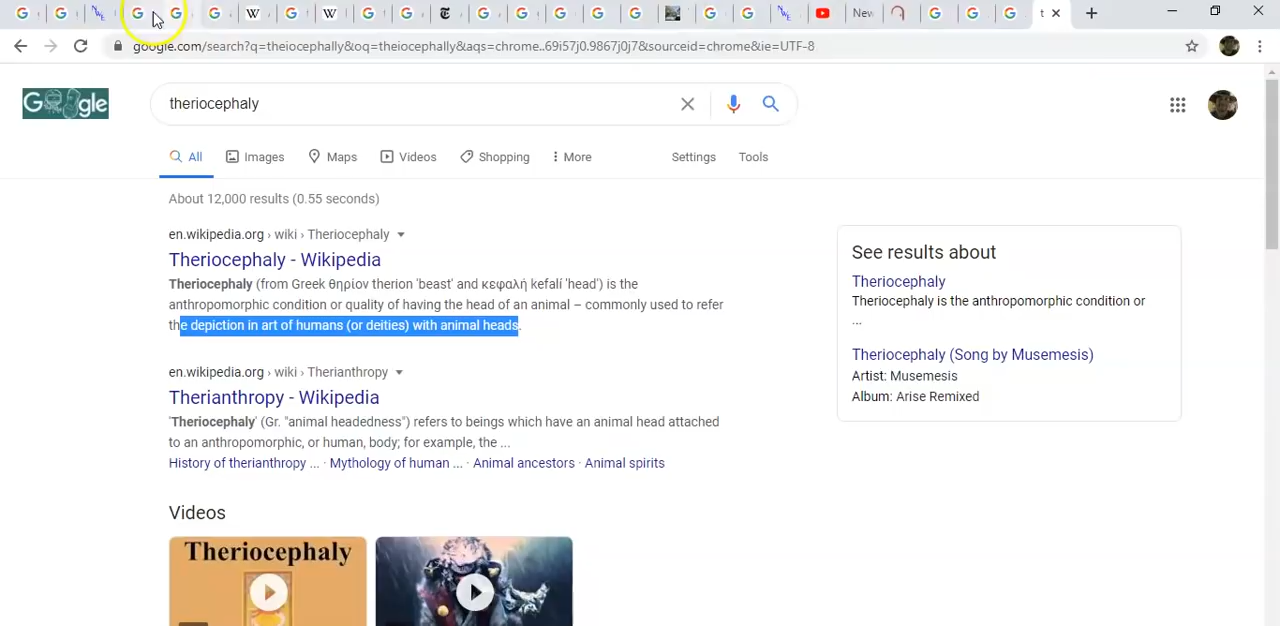 t
New
google.com/search?q=theiocephally&oq=theiocephally&aqs=chrome..69i57j0.9867j0j7&sourceid=chrome&ie=UTF-8
Google
theriocephaly
All Images Maps Videos Shopping More Settings Tools
About 12,000 results (0.55 seconds)
en.wikipedia.org › wiki › Theriocephaly
Theriocephaly - Wikipedia
Theriocephaly (from Greek θηρίον therion 'beast' and κεφαλή kefalí 'head') is the
anthropomorphic condition or quality of having the head of an animal – commonly used to refer
the depiction in art of humans (or deities) with animal heads.
en.wikipedia.org › wiki › Therianthropy
Therianthropy - Wikipedia
'Theriocephaly' (Gr. "animal headedness") refers to beings which have an animal head attached
to an anthropomorphic, or human, body; for example, the ...
History of therianthropy ... · Mythology of human ... · Animal ancestors · Animal spirits
Videos
Theriocephaly
See results about
Theriocephaly
Theriocephaly is the anthropomorphic condition or
...
Theriocephaly (Song by Musemesis)
Artist: Musemesis
Album: Arise Remixed